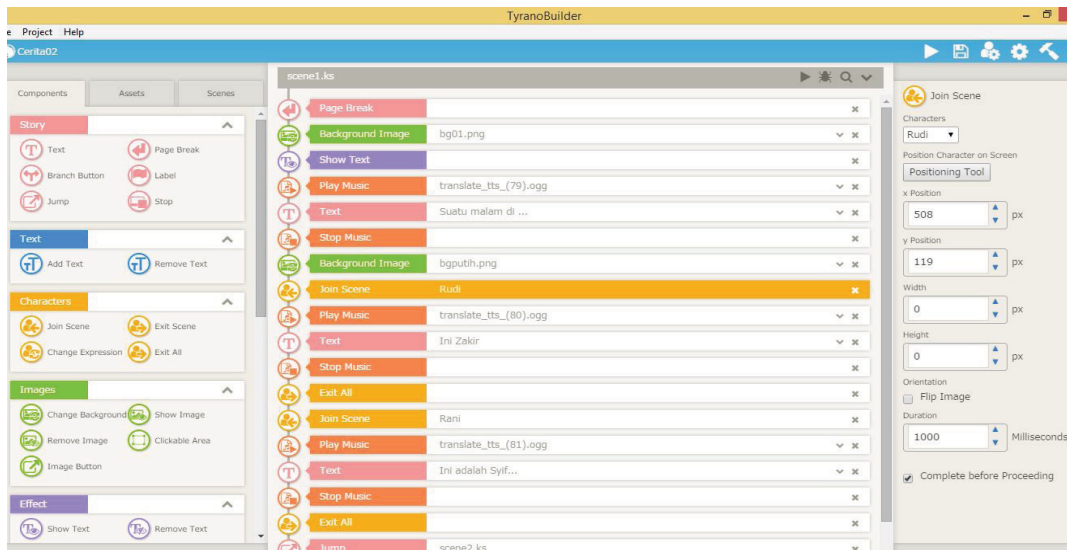 TyranoBuilder
e Project Help
Cerita02
Components Assets Scenes
Story
Text Page Break
Branch Button Label
Jump Stop
Text
Add Text Remove Text
Characters
Join Scene Exit Scene
Change Expression Exit All
Images
Change Background Show Image
Remove Image Clickable Area
Image Button
Effect
Show Text Remove Text
scene1.ks
Page Break
Background Image bg01.png
Show Text
Play Music translate_tts_(79).ogg
Text Suatu malam di ...
Stop Music
Background Image bgputih.png
Join Scene Rudi
Play Music translate_tts_(80).ogg
Text Ini Zakir
Stop Music
Exit All
Join Scene Rani
Play Music translate_tts_(81).ogg
Text Ini adalah Syif...
Stop Music
Exit All
Jump scene2.ks
Join Scene
Characters
Rudi
Position Character on Screen
Positioning Tool
x Position
508 px
y Position
119 px
Width
0 px
Height
0 px
Orientation
Flip Image
Duration
1000 Milliseconds
Complete before Proceeding